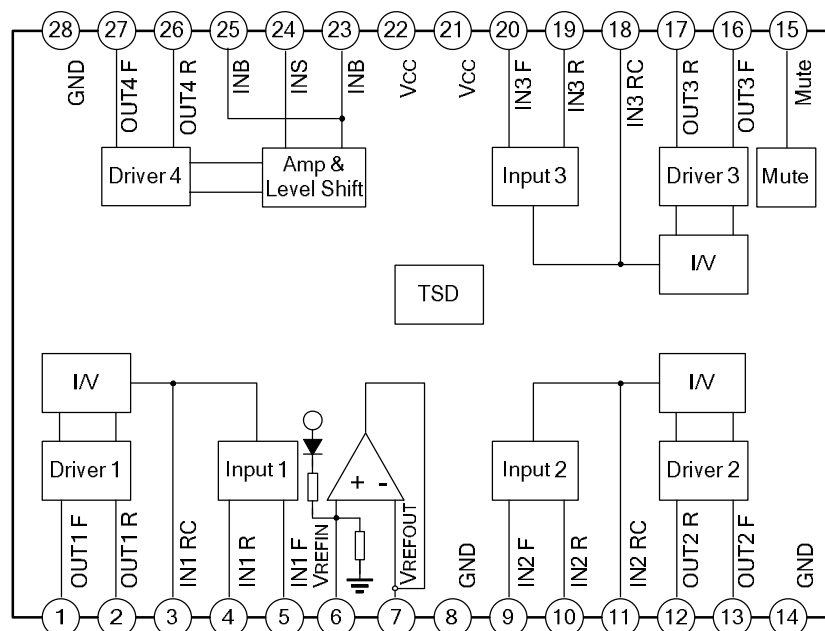 28 27 26 25 24 23 22 21 20 19 18 17 16 15
GND
OUT4 F
OUT4 R
INB
INS
INB
VCC
VCC
IN3 F
IN3 R
IN3 RC
OUT3 R
OUT3 F
Mute
Driver 4
Amp &
Level Shift
Input 3
Driver 3
Mute
I/V
TSD
I/V
I/V
Driver 1
Input 1
+ -
Input 2
Driver 2
OUT1 F
OUT1 R
IN1 RC
IN1 R
IN1 F
VREFIN
VREFOUT
GND
IN2 F
IN2 R
IN2 RC
OUT2 R
OUT2 F
GND
1 2 3 4 5 6 7 8 9 10 11 12 13 14